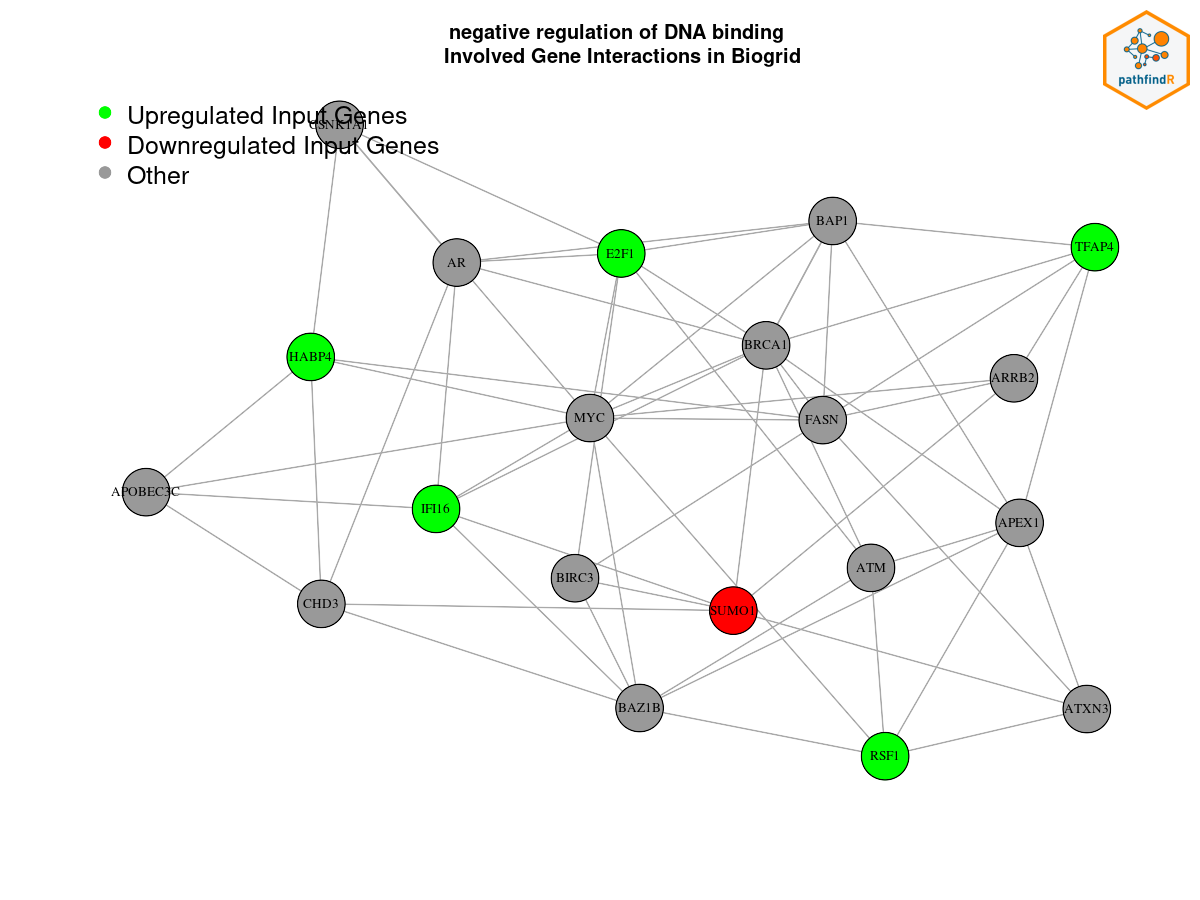 negative regulation of DNA binding
Involved Gene Interactions in Biogrid
pathfindR
Upregulated Input Genes
CSNK1A1
Downregulated Input Genes
Other
BAP1
TFAP4
E2F1
AR
BRCA1
HABP4
ARRB2
MYC
FASN
APOBEC3C
IFI16
APEX1
ATM
BIRC3
CHD3
SUMO1
BAZ1B
ATXN3
RSF1